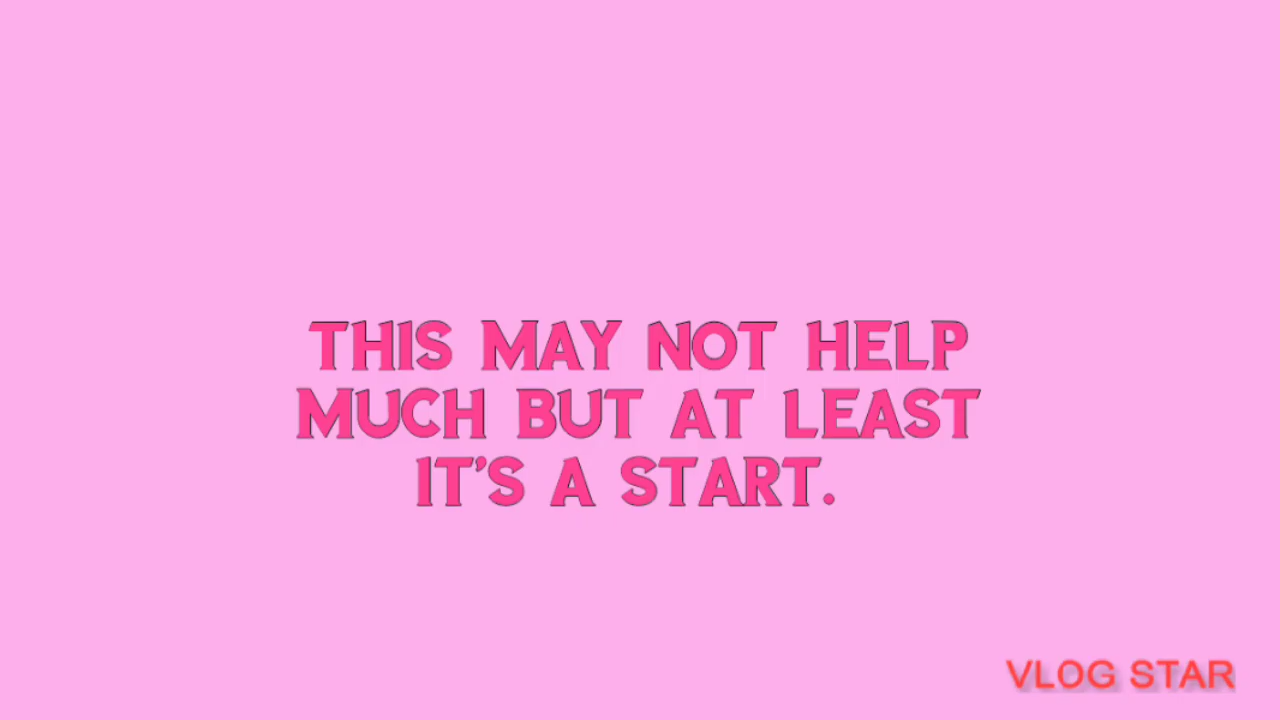 THIS MAY NOT HELP
MUCH BUT AT LEAST
IT'S A START.
VLOG STAR